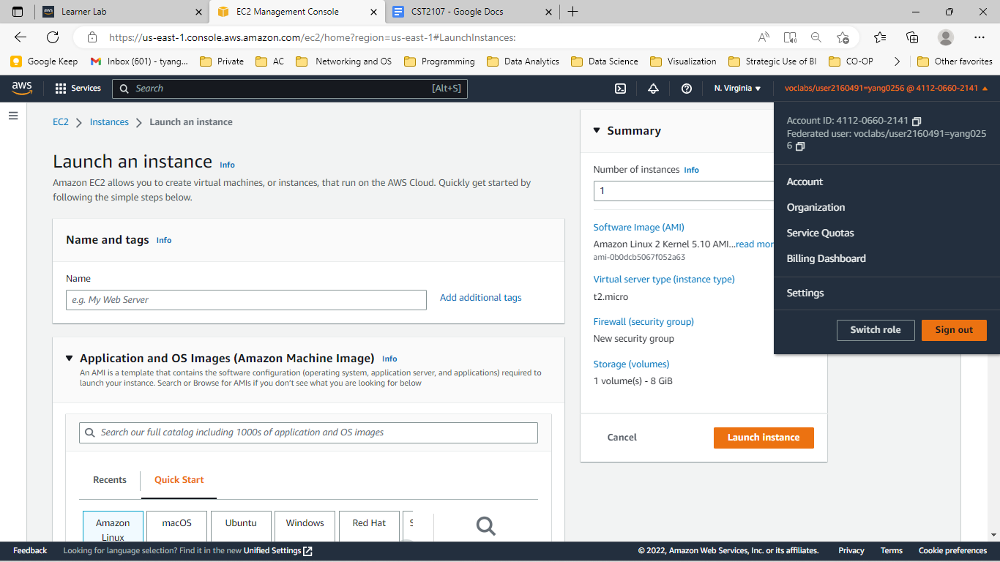 Learner Lab
EC2 Management Console
CST2107 - Google Docs
https://us-east-1.console.aws.amazon.com/ec2/home?region=us-east-1#LaunchInstances:
Google Keep
Inbox (601) - tyang...
Private
AC
Networking and OS
Programming
Data Analytics
Data Science
Visualization
Strategic Use of BI
CO-OP
Other favorites
aws
Services
Search
[Alt+S]
N. Virginia
voclabs/user2160491=yang0256 @ 4112-0660-2141
EC2
Instances
Launch an instance
Launch an instance Info
Amazon EC2 allows you to create virtual machines, or instances, that run on the AWS Cloud. Quickly get started by
following the simple steps below.
Name and tags Info
Name
e.g. My Web Server
Add additional tags
Application and OS Images (Amazon Machine Image) Info
An AMI is a template that contains the software configuration (operating system, application server, and applications) required to
launch your instance. Search or Browse for AMIs if you don't see what you are looking for below
Search our full catalog including 1000s of application and OS images
Recents
Quick Start
Amazon
Linux
macOS
Ubuntu
Windows
Red Hat
S
Summary
Number of instances Info
1
Software Image (AMI)
Amazon Linux 2 Kernel 5.10 AMI...read mor
ami-0b0dcb5067f052a63
Virtual server type (instance type)
t2.micro
Firewall (security group)
New security group
Storage (volumes)
1 volume(s) - 8 GiB
Cancel
Launch instance
Account ID: 4112-0660-2141
Federated user: voclabs/user2160491=yang025
6
Account
Organization
Service Quotas
Billing Dashboard
Settings
Switch role
Sign out
Feedback
Looking for language selection? Find it in the new Unified Settings
© 2022, Amazon Web Services, Inc. or its affiliates.
Privacy
Terms
Cookie preferences